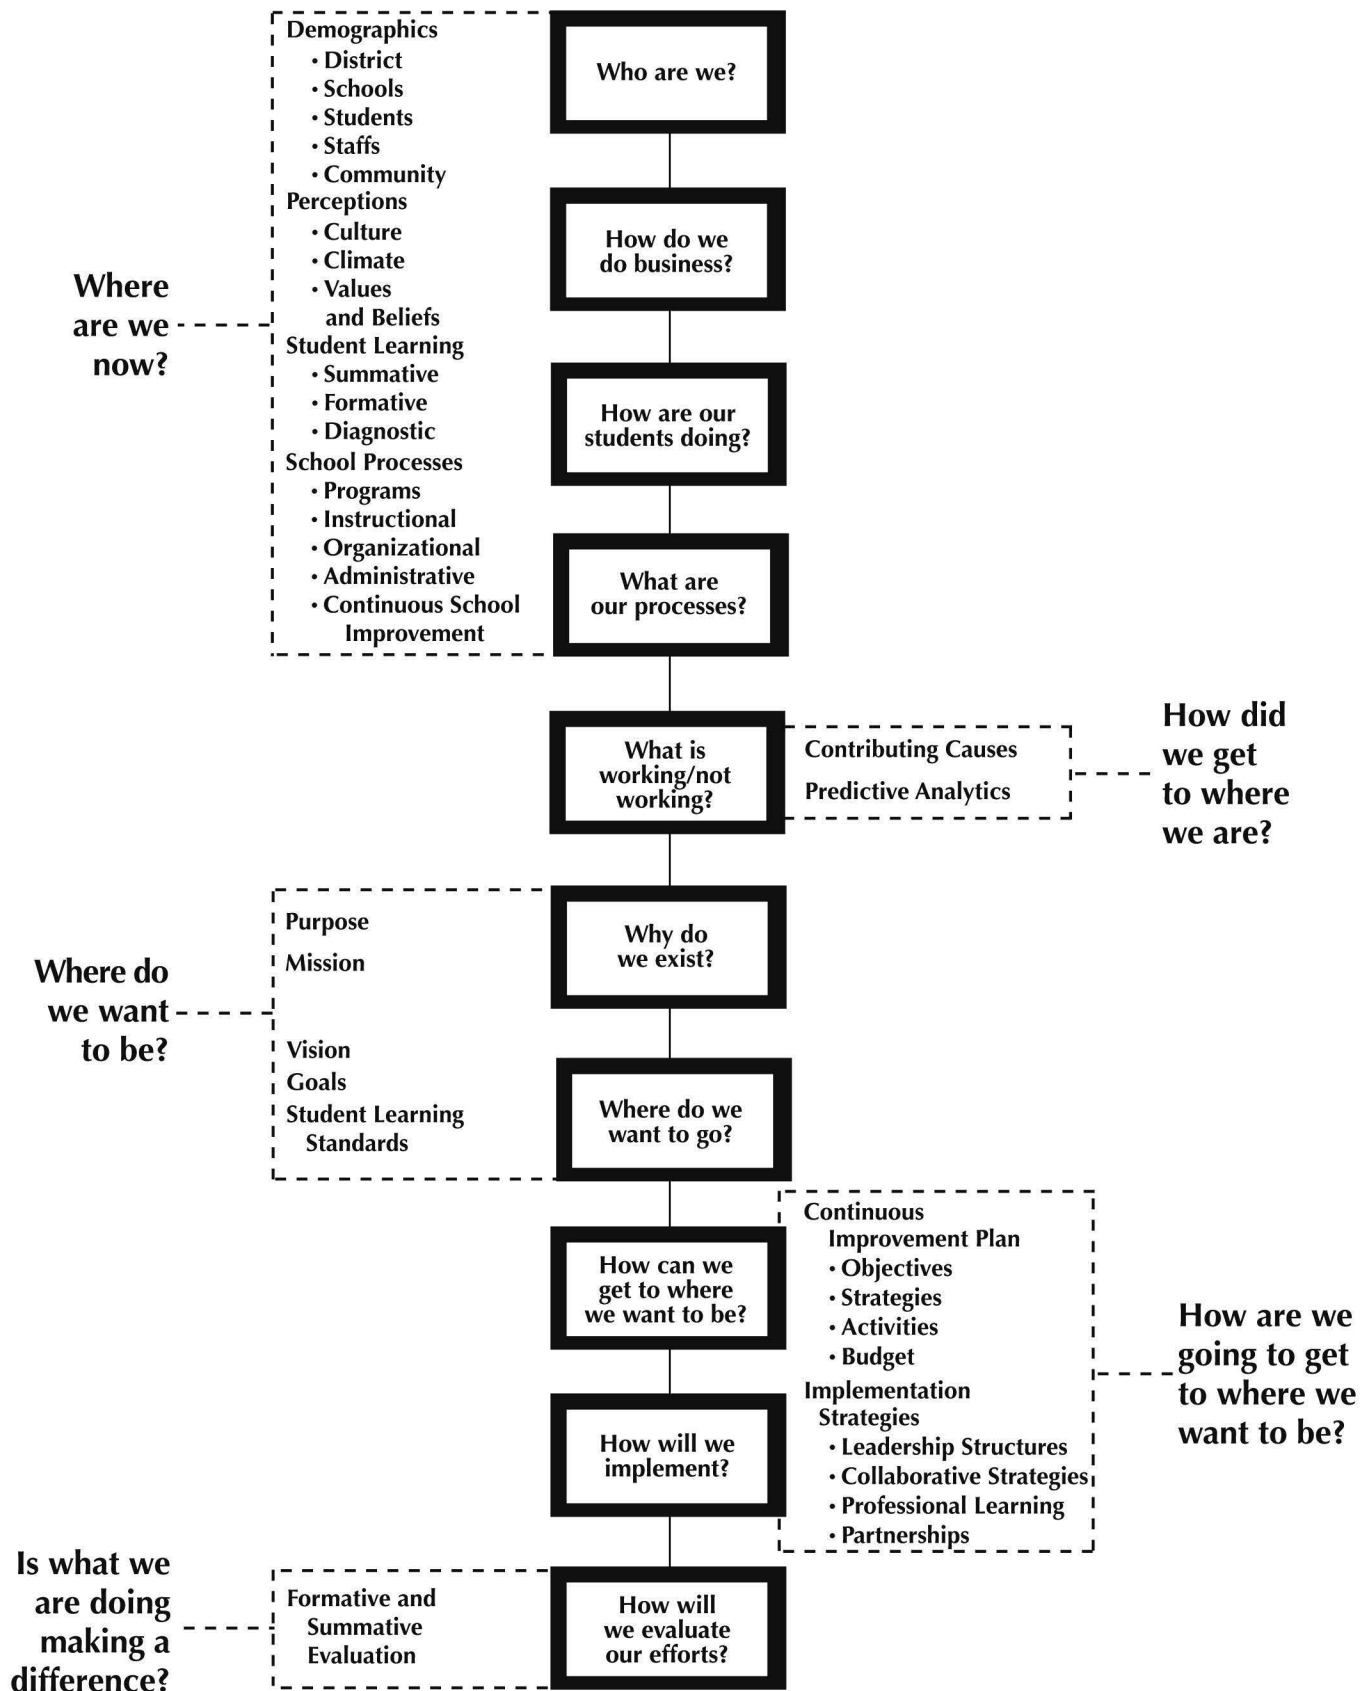 Demographics
• District
• Schools
• Students
• Staffs
• Community
Perceptions
• Culture
• Climate
• Values
and Beliefs
Student Learning
• Summative
• Formative
• Diagnostic
School Processes
• Programs
• Instructional
• Organizational
• Administrative
• Continuous School
Improvement
Where
are we
now?
Who are we?
How do we
do business?
How are our
students doing?
What are
our processes?
What is
working/not
working?
Contributing Causes
Predictive Analytics
How did
we get
to where
we are?
Where do
we want
to be?
Purpose
Mission
Vision
Goals
Student Learning
Standards
Why do
we exist?
Where do we
want to go?
How can we
get to where
we want to be?
How will we
implement?
Continuous
Improvement Plan
• Objectives
• Strategies
• Activities
• Budget
Implementation
Strategies
• Leadership Structures
• Collaborative Strategies
• Professional Learning
• Partnerships
How are we
going to get
to where we
want to be?
Is what we
are doing
making a
difference?
Formative and
Summative
Evaluation
How will
we evaluate
our efforts?